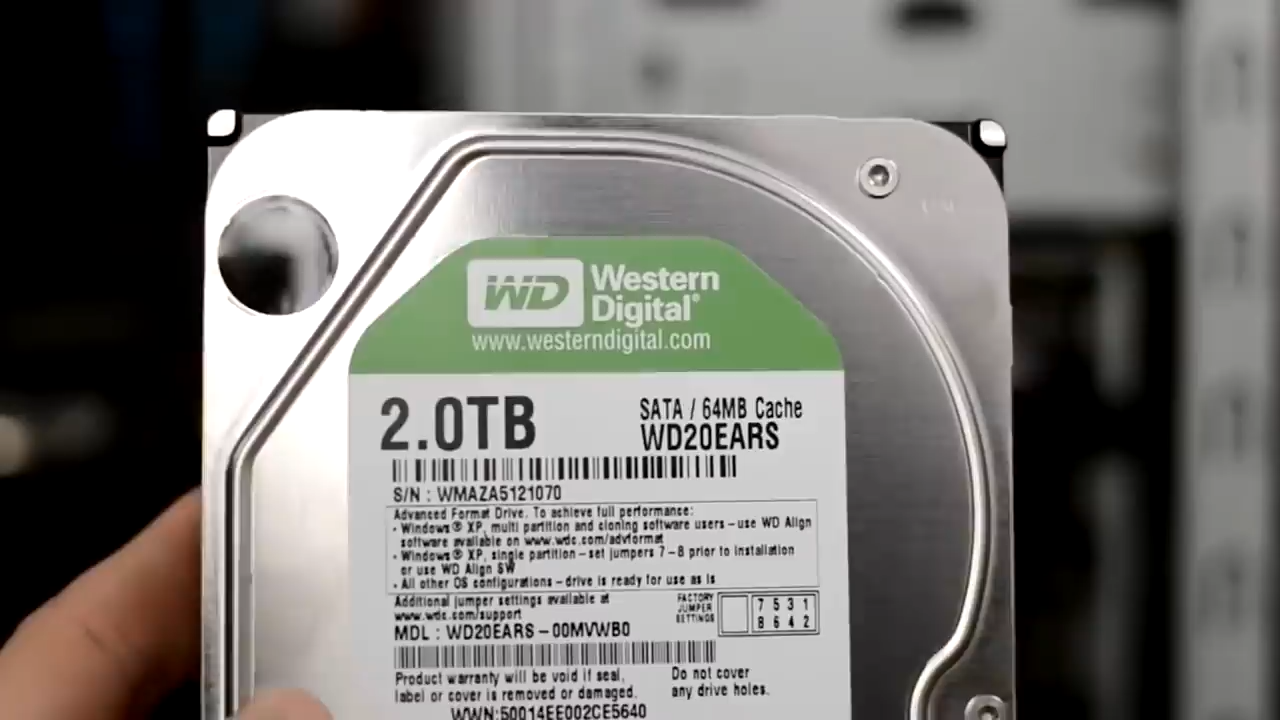 WD Western Digital®
www.westerndigital.com
2.0TB
SATA / 64MB Cache
WD20EARS
S/N : WMAZA5121070
Advanced Format Drive. To achieve full performance:
- Windows® XP, multi partition and cloning software users - use WD Align
software available on www.wdc.com/advformat
- Windows® XP, single partition - set jumpers 7-8 prior to installation
or use WD Align SW
- All other OS configurations - drive is ready for use as is
Additional jumper settings available at
www.wdc.com/support
FACTORY
JUMPER
SETTINGS
7 5 3 1
8 6 4 2
MDL : WD20EARS - 00MVWB0
Product warranty will be void if seal,
label or cover is removed or damaged.
Do not cover
any drive holes.
WWN:50014EE002CE5640